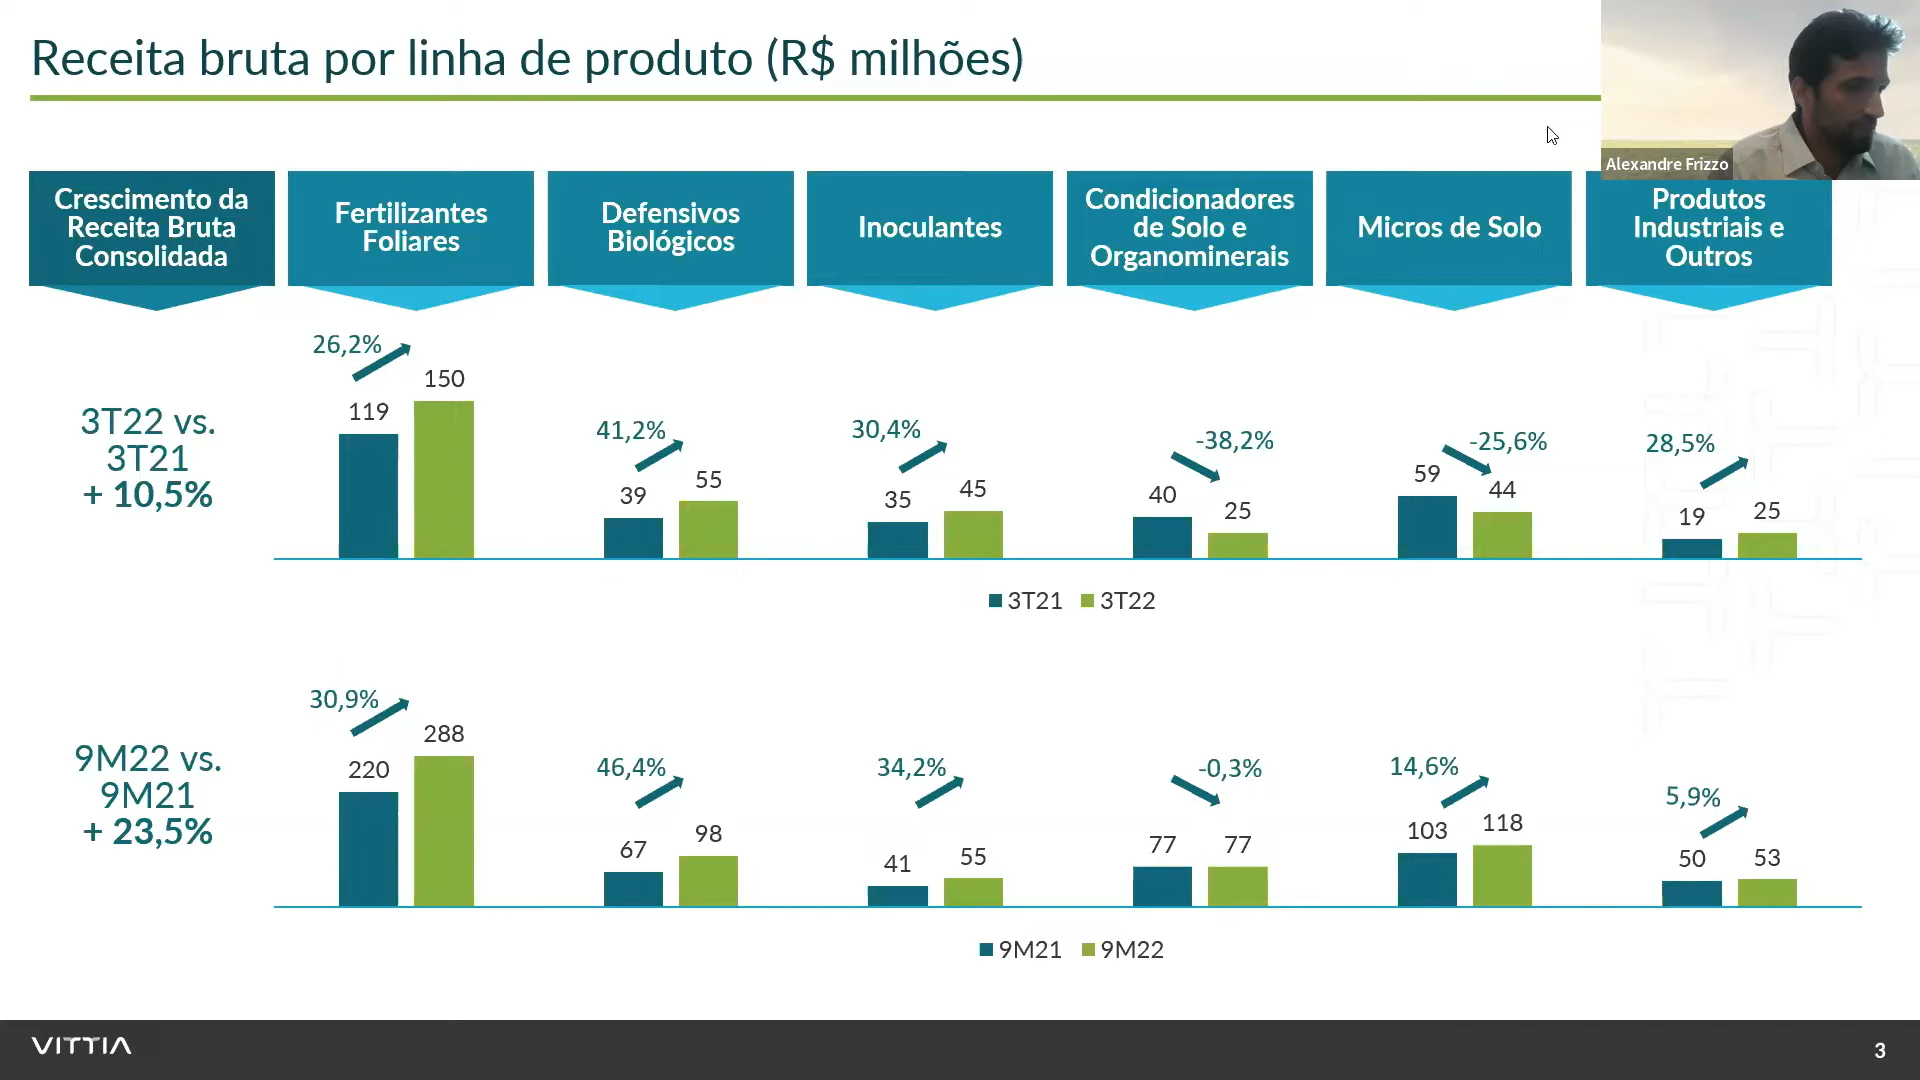 Receita bruta por linha de produto (R$ milhões)
Alexandre Frizzo
Crescimento da
Receita Bruta
Consolidada
Fertilizantes
Foliares
Defensivos
Biológicos
Inoculantes
Condicionadores
de Solo e
Organominerais
Micros de Solo
Produtos
Industriais e
Outros
3T22 vs.
3T21
+ 10,5%
26,2%
119
150
41,2%
39
55
30,4%
35
45
-38,2%
40
25
-25,6%
59
44
28,5%
19
25
3T21
3T22
9M22 vs.
9M21
+ 23,5%
30,9%
220
288
46,4%
67
98
34,2%
41
55
-0,3%
77
77
14,6%
103
118
5,9%
50
53
9M21
9M22
VITTIA
3